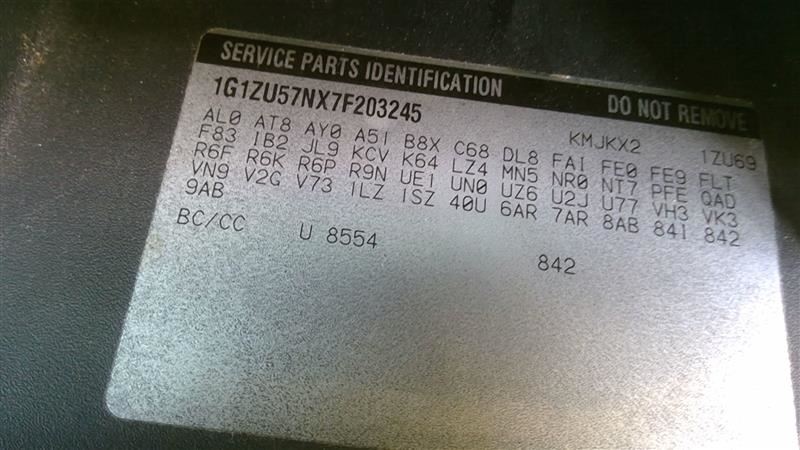 SERVICE PARTS IDENTIFICATION DO NOT REMOVE
1G1ZU57NX7F203245 KMJKX2 1ZU69
AL0 AT8 AY0 A51 B8X C68 DL8 FA1 FE0 FE9 FLT
F83 1B2 JL9 KCV K64 LZ4 MN5 NR0 NT7 PFE QAD
R6F R6K R6P R9N UE1 UN0 UZ6 U2J U77 VH3 VK3
VN9 V2G V73 1LZ 1SZ 40U 6AR 7AR 8AB 841 842
9AB
BC/CC U 8554 842